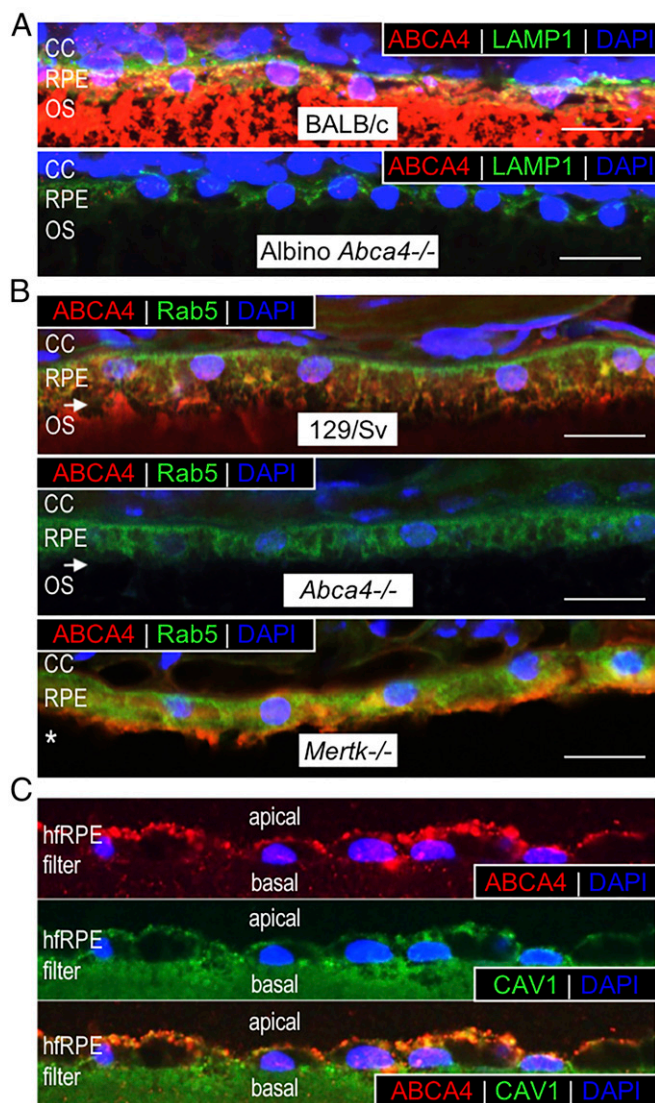 A
ABCA4 | LAMP1 | DAPI
CC
RPE
OS
BALB/c
ABCA4 | LAMP1 | DAPI
CC
RPE
OS
Albino Abca4-/-
B
ABCA4 | Rab5 | DAPI
CC
RPE
OS
129/Sv
ABCA4 | Rab5 | DAPI
CC
RPE
OS
Abca4-/-
ABCA4 | Rab5 | DAPI
CC
RPE
*
Mertk-/-
C
apical
hfRPE
filter
basal
ABCA4 | DAPI
apical
hfRPE
filter
basal
CAV1 | DAPI
apical
hfRPE
filter
basal
ABCA4 | CAV1 | DAPI